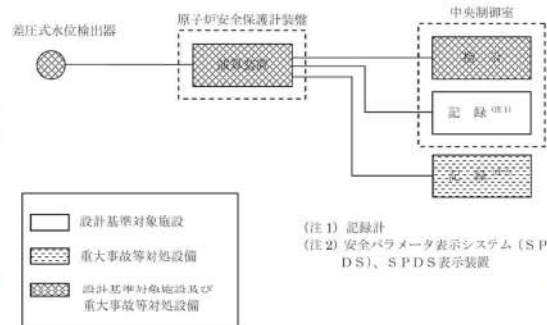 中央制御室
原子炉安全保護計装盤
差圧式水位検出器
演算装置
指示
記録(注1)
記録(注2)
設計基準対象施設
重大事故等対処設備
設計基準対象施設及び
重大事故等対処設備
(注1) 記録計
(注2) 安全パラメータ表示システム(SP
DS)、SPDS表示装置